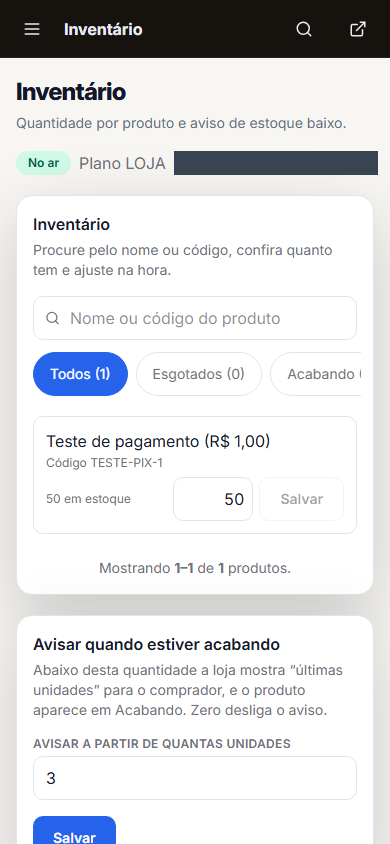 Inventário
Inventário
Quantidade por produto e aviso de estoque baixo.
No ar Plano LOJA
Inventário
Procure pelo nome ou código, confira quanto
tem e ajuste na hora.
Nome ou código do produto
Todos (1) Esgotados (0) Acabando
Teste de pagamento (R$ 1,00)
Código TESTE-PIX-1
50 em estoque 50 Salvar
Mostrando 1–1 de 1 produtos.
Avisar quando estiver acabando
Abaixo desta quantidade a loja mostra “últimas
unidades” para o comprador, e o produto
aparece em Acabando. Zero desliga o aviso.
AVISAR A PARTIR DE QUANTAS UNIDADES
3
Salvar